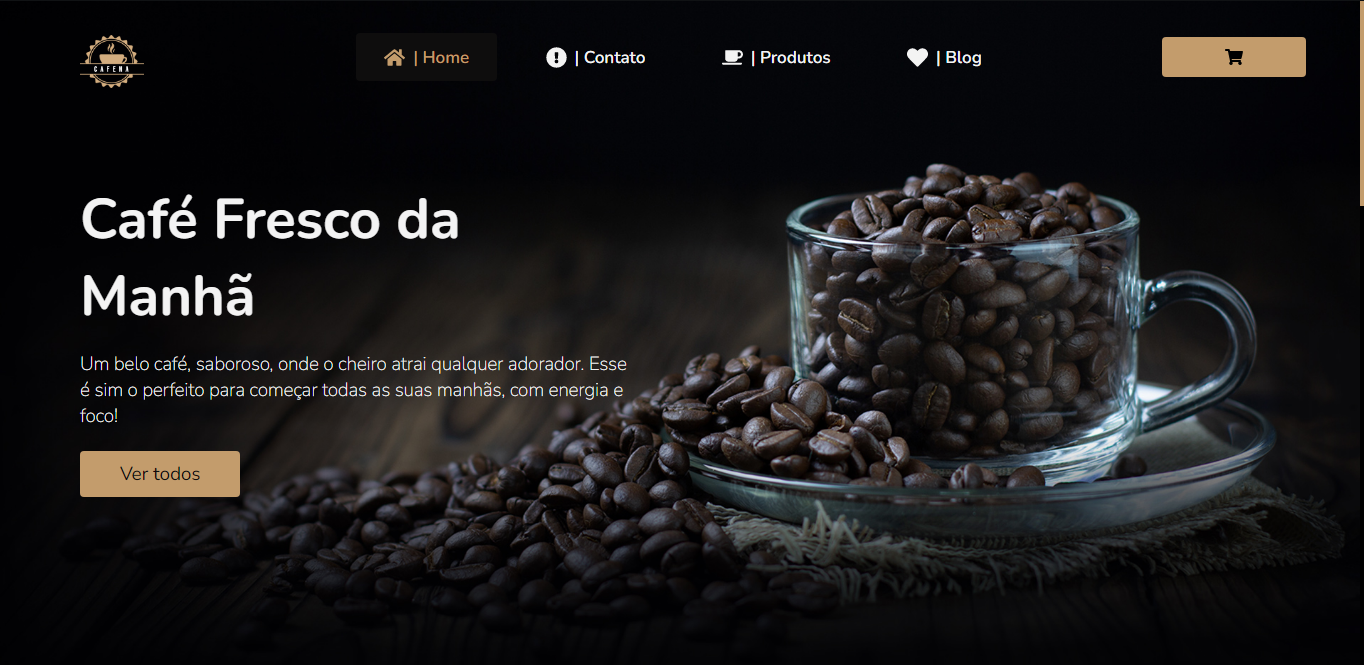 CAFENA
| Home
| Contato
| Produtos
| Blog
Café Fresco da
Manhã
Um belo café, saboroso, onde o cheiro atrai qualquer adorador. Esse
é sim o perfeito para começar todas as suas manhãs, com energia e
foco!
Ver todos